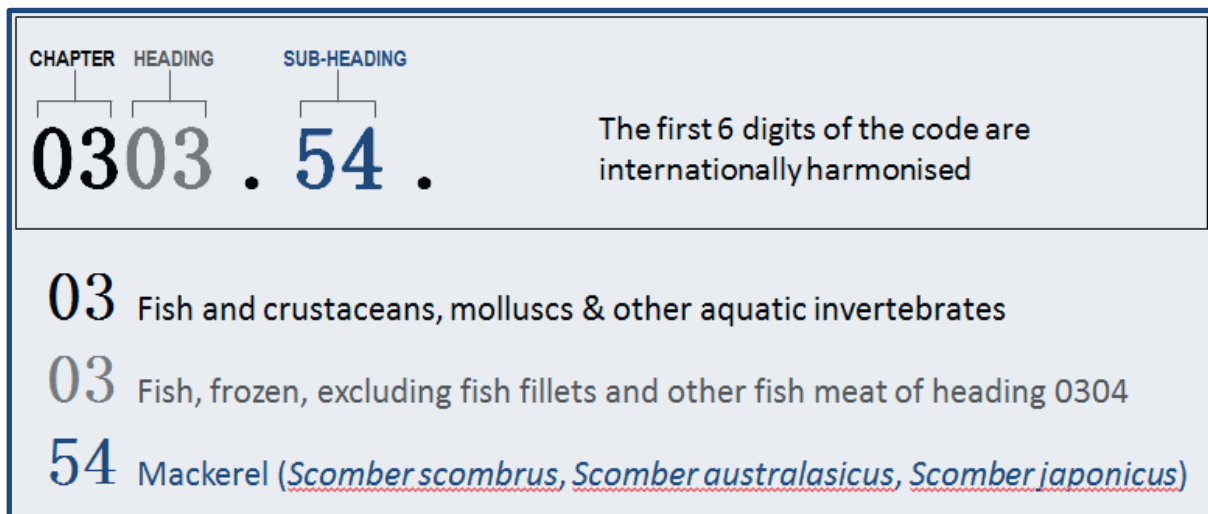 CHAPTER HEADING SUB-HEADING
0303 . 54 .
The first 6 digits of the code are
internationally harmonised
03 Fish and crustaceans, molluscs & other aquatic invertebrates
03 Fish, frozen, excluding fish fillets and other fish meat of heading 0304
54 Mackerel (Scomber scombrus, Scomber australasicus, Scomber japonicus)